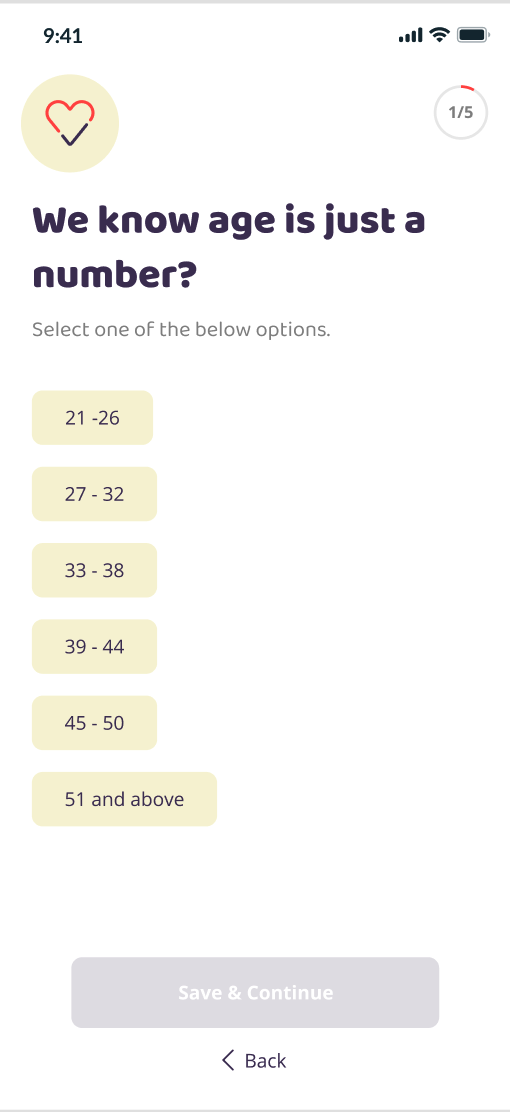 9:41
1/5
We know age is just a
number?
Select one of the below options.
21 -26
27 - 32
33 - 38
39 - 44
45 - 50
51 and above
Save & Continue
Back